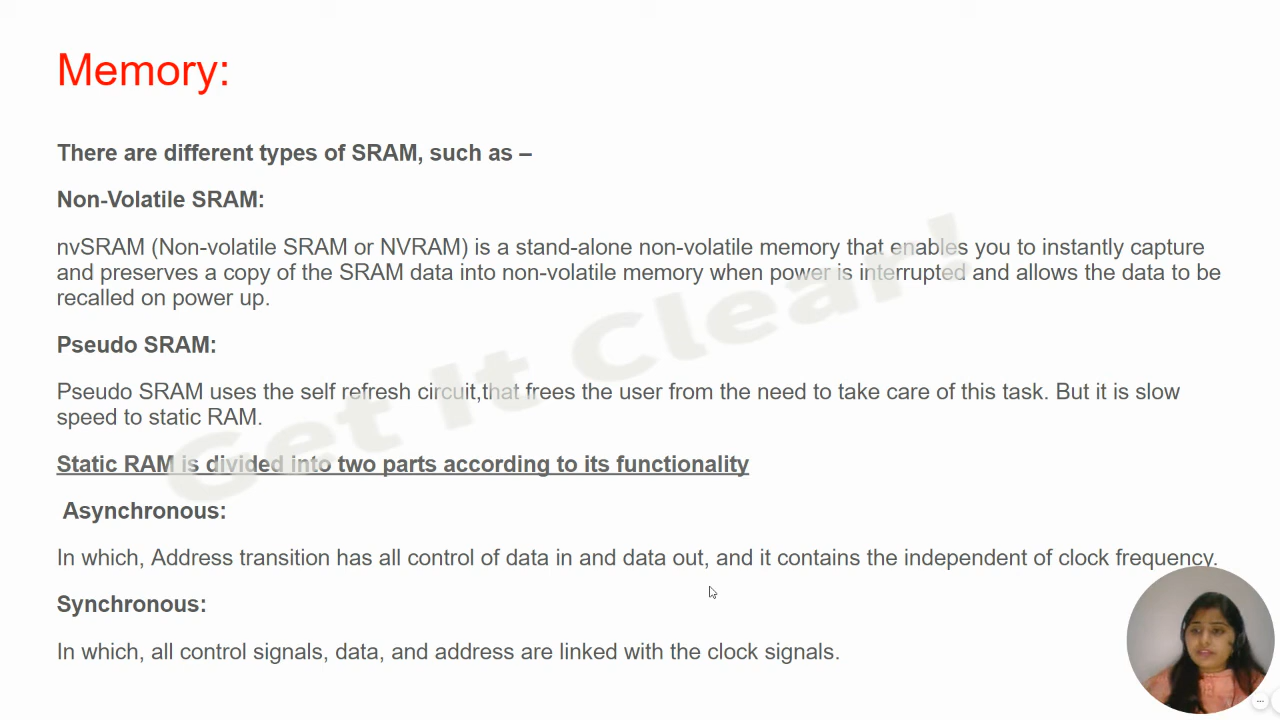 Memory:
There are different types of SRAM, such as –
Non-Volatile SRAM:
nvSRAM (Non-volatile SRAM or NVRAM) is a stand-alone non-volatile memory that enables you to instantly capture
and preserves a copy of the SRAM data into non-volatile memory when power is interrupted and allows the data to be
recalled on power up.
Pseudo SRAM:
Pseudo SRAM uses the self refresh circuit,that frees the user from the need to take care of this task. But it is slow
speed to static RAM.
Static RAM is divided into two parts according to its functionality
Asynchronous:
In which, Address transition has all control of data in and data out, and it contains the independent of clock frequency.
Synchronous:
In which, all control signals, data, and address are linked with the clock signals.
Get It Clear!